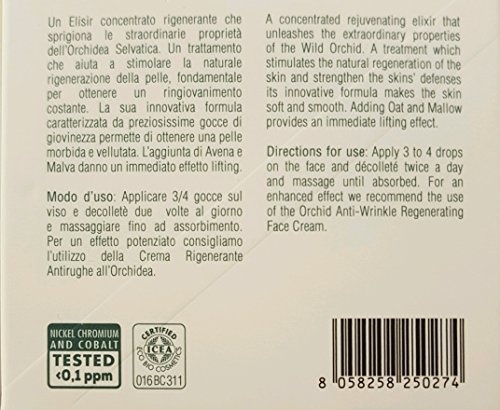 Un Elisir concentrato rigenerante che
sprigiona le straordinarie proprietà
dell'Orchidea Selvatica. Un trattamento
che aiuta a stimolare la naturale
rigenerazione della pelle, fondamentale
per ottenere un ringiovanimento
costante. La sua innovativa formula
caratterizzata da preziosissime gocce di
giovinezza permette di ottenere una pelle
morbida e vellutata. L'aggiunta di Avena e
Malva danno un immediato effetto lifting.
Modo d'uso: Applicare 3/4 gocce sul
viso e decolletè due volte al giorno
e massaggiare fino ad assorbimento.
Per un effetto potenziato consigliamo
l'utilizzo della Crema Rigenerante
Antirughe all'Orchidea.
A concentrated rejuvenating elixir that
unleashes the extraordinary properties
of the Wild Orchid. A treatment which
stimulates the natural regeneration of the
skin and strengthen the skins' defenses
its innovative formula makes the skin
soft and smooth. Adding Oat and Mallow
provides an immediate lifting effect.
Directions for use: Apply 3 to 4 drops
on the face and décolleté twice a day
and massage until absorbed. For an
enhanced effect we recommend the use
of the Orchid Anti-Wrinkle Regenerating
Face Cream.
NICKEL CHROMIUM
AND COBALT
TESTED
<0,1 ppm
CERTIFIED
ICEA
ECO BIO COSMETICS
016 BC 311
8 058258 250274